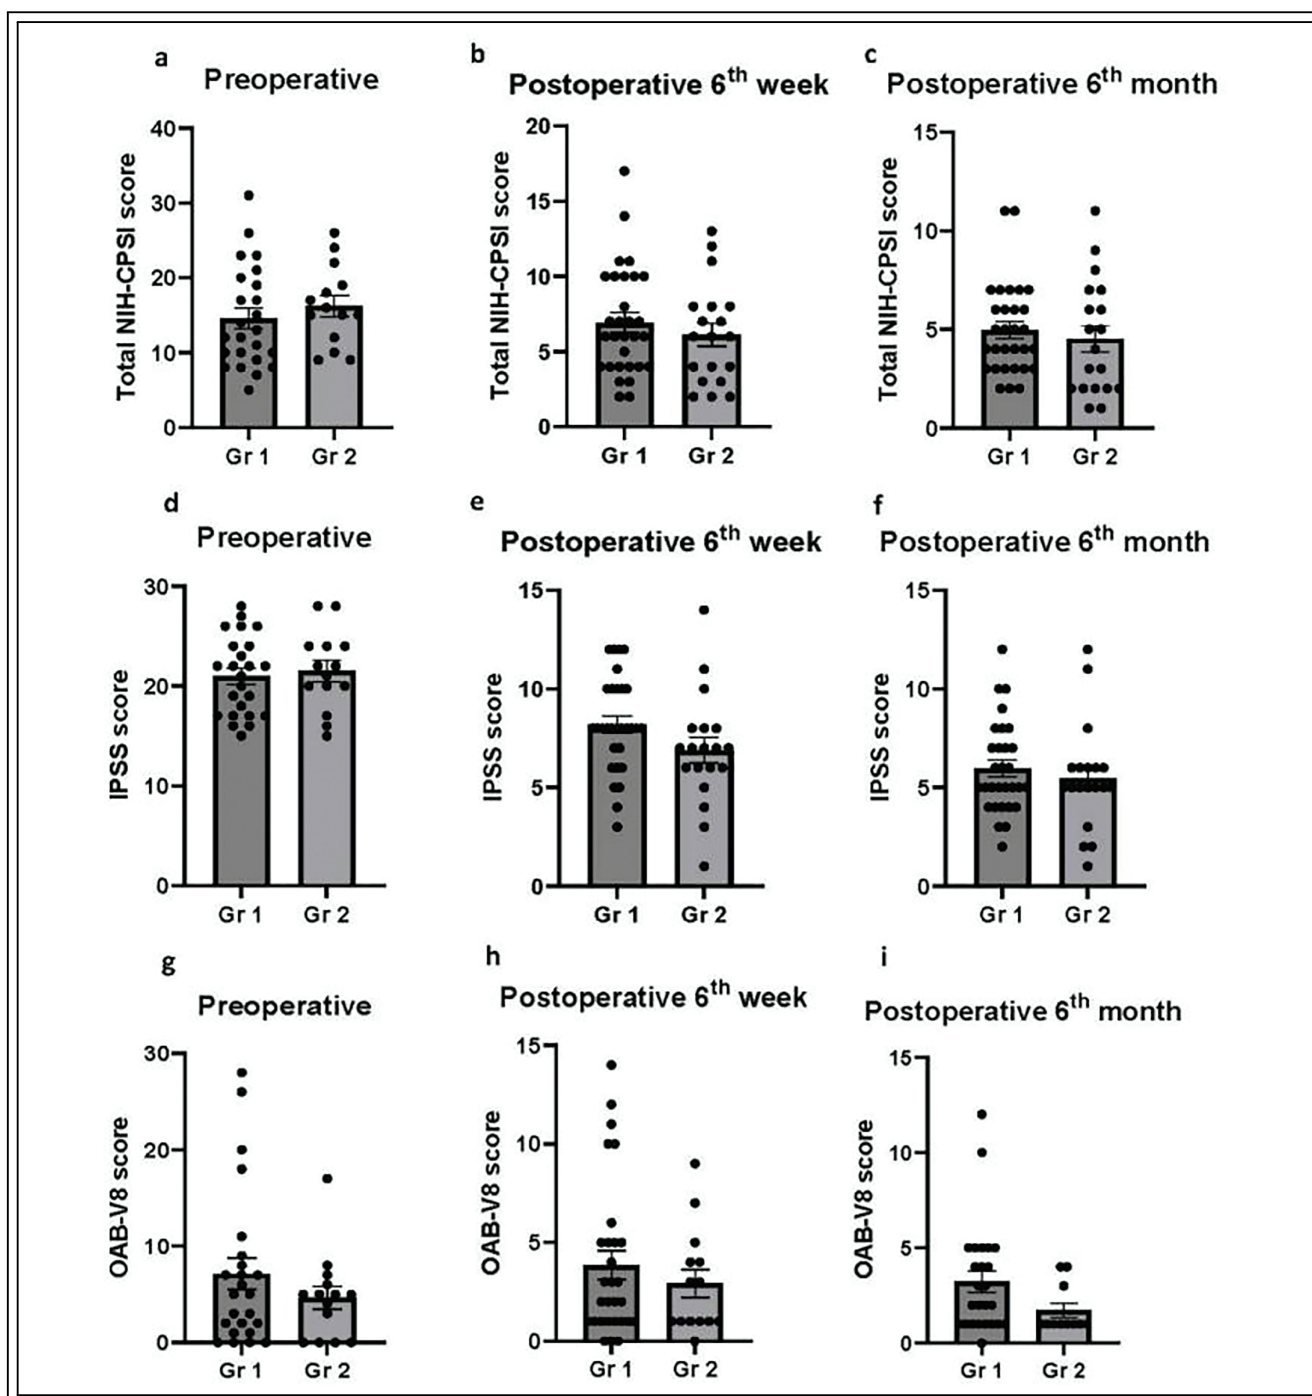 a
Preoperative
Total NIH-CPSI score
40
30
20
10
0
Gr 1
Gr 2
b
Postoperative 6th week
Total NIH-CPSI score
20
15
10
5
0
Gr 1
Gr 2
c
Postoperative 6th month
Total NIH-CPSI score
15
10
5
0
Gr 1
Gr 2
d
Preoperative
IPSS score
30
20
10
0
Gr 1
Gr 2
e
Postoperative 6th week
IPSS score
15
10
5
0
Gr 1
Gr 2
f
Postoperative 6th month
IPSS score
15
10
5
0
Gr 1
Gr 2
g
Preoperative
OAB-V8 score
30
20
10
0
Gr 1
Gr 2
h
Postoperative 6th week
OAB-V8 score
15
10
5
0
Gr 1
Gr 2
i
Postoperative 6th month
OAB-V8 score
15
10
5
0
Gr 1
Gr 2